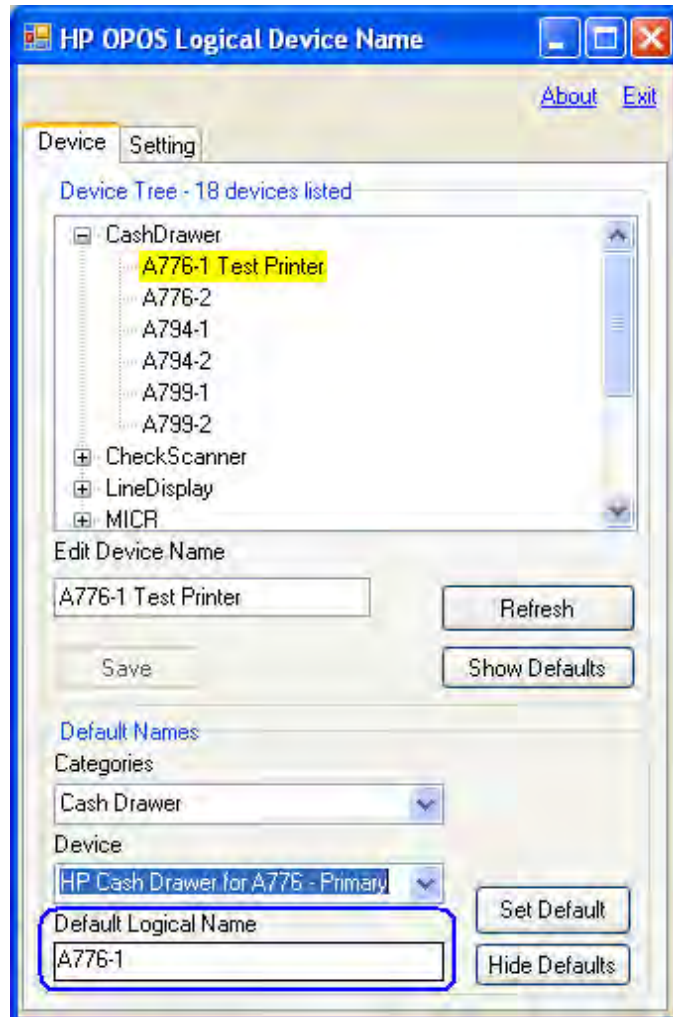 HP OPOS Logical Device Name
About Exit
Device Setting
Device Tree - 18 devices listed
CashDrawer
A776-1 Test Printer
A776-2
A794-1
A794-2
A799-1
A799-2
CheckScanner
LineDisplay
MICR
Edit Device Name
A776-1 Test Printer
Refresh
Save
Show Defaults
Default Names
Categories
Cash Drawer
Device
HP Cash Drawer for A776 - Primary
Set Default
Default Logical Name
A776-1
Hide Defaults